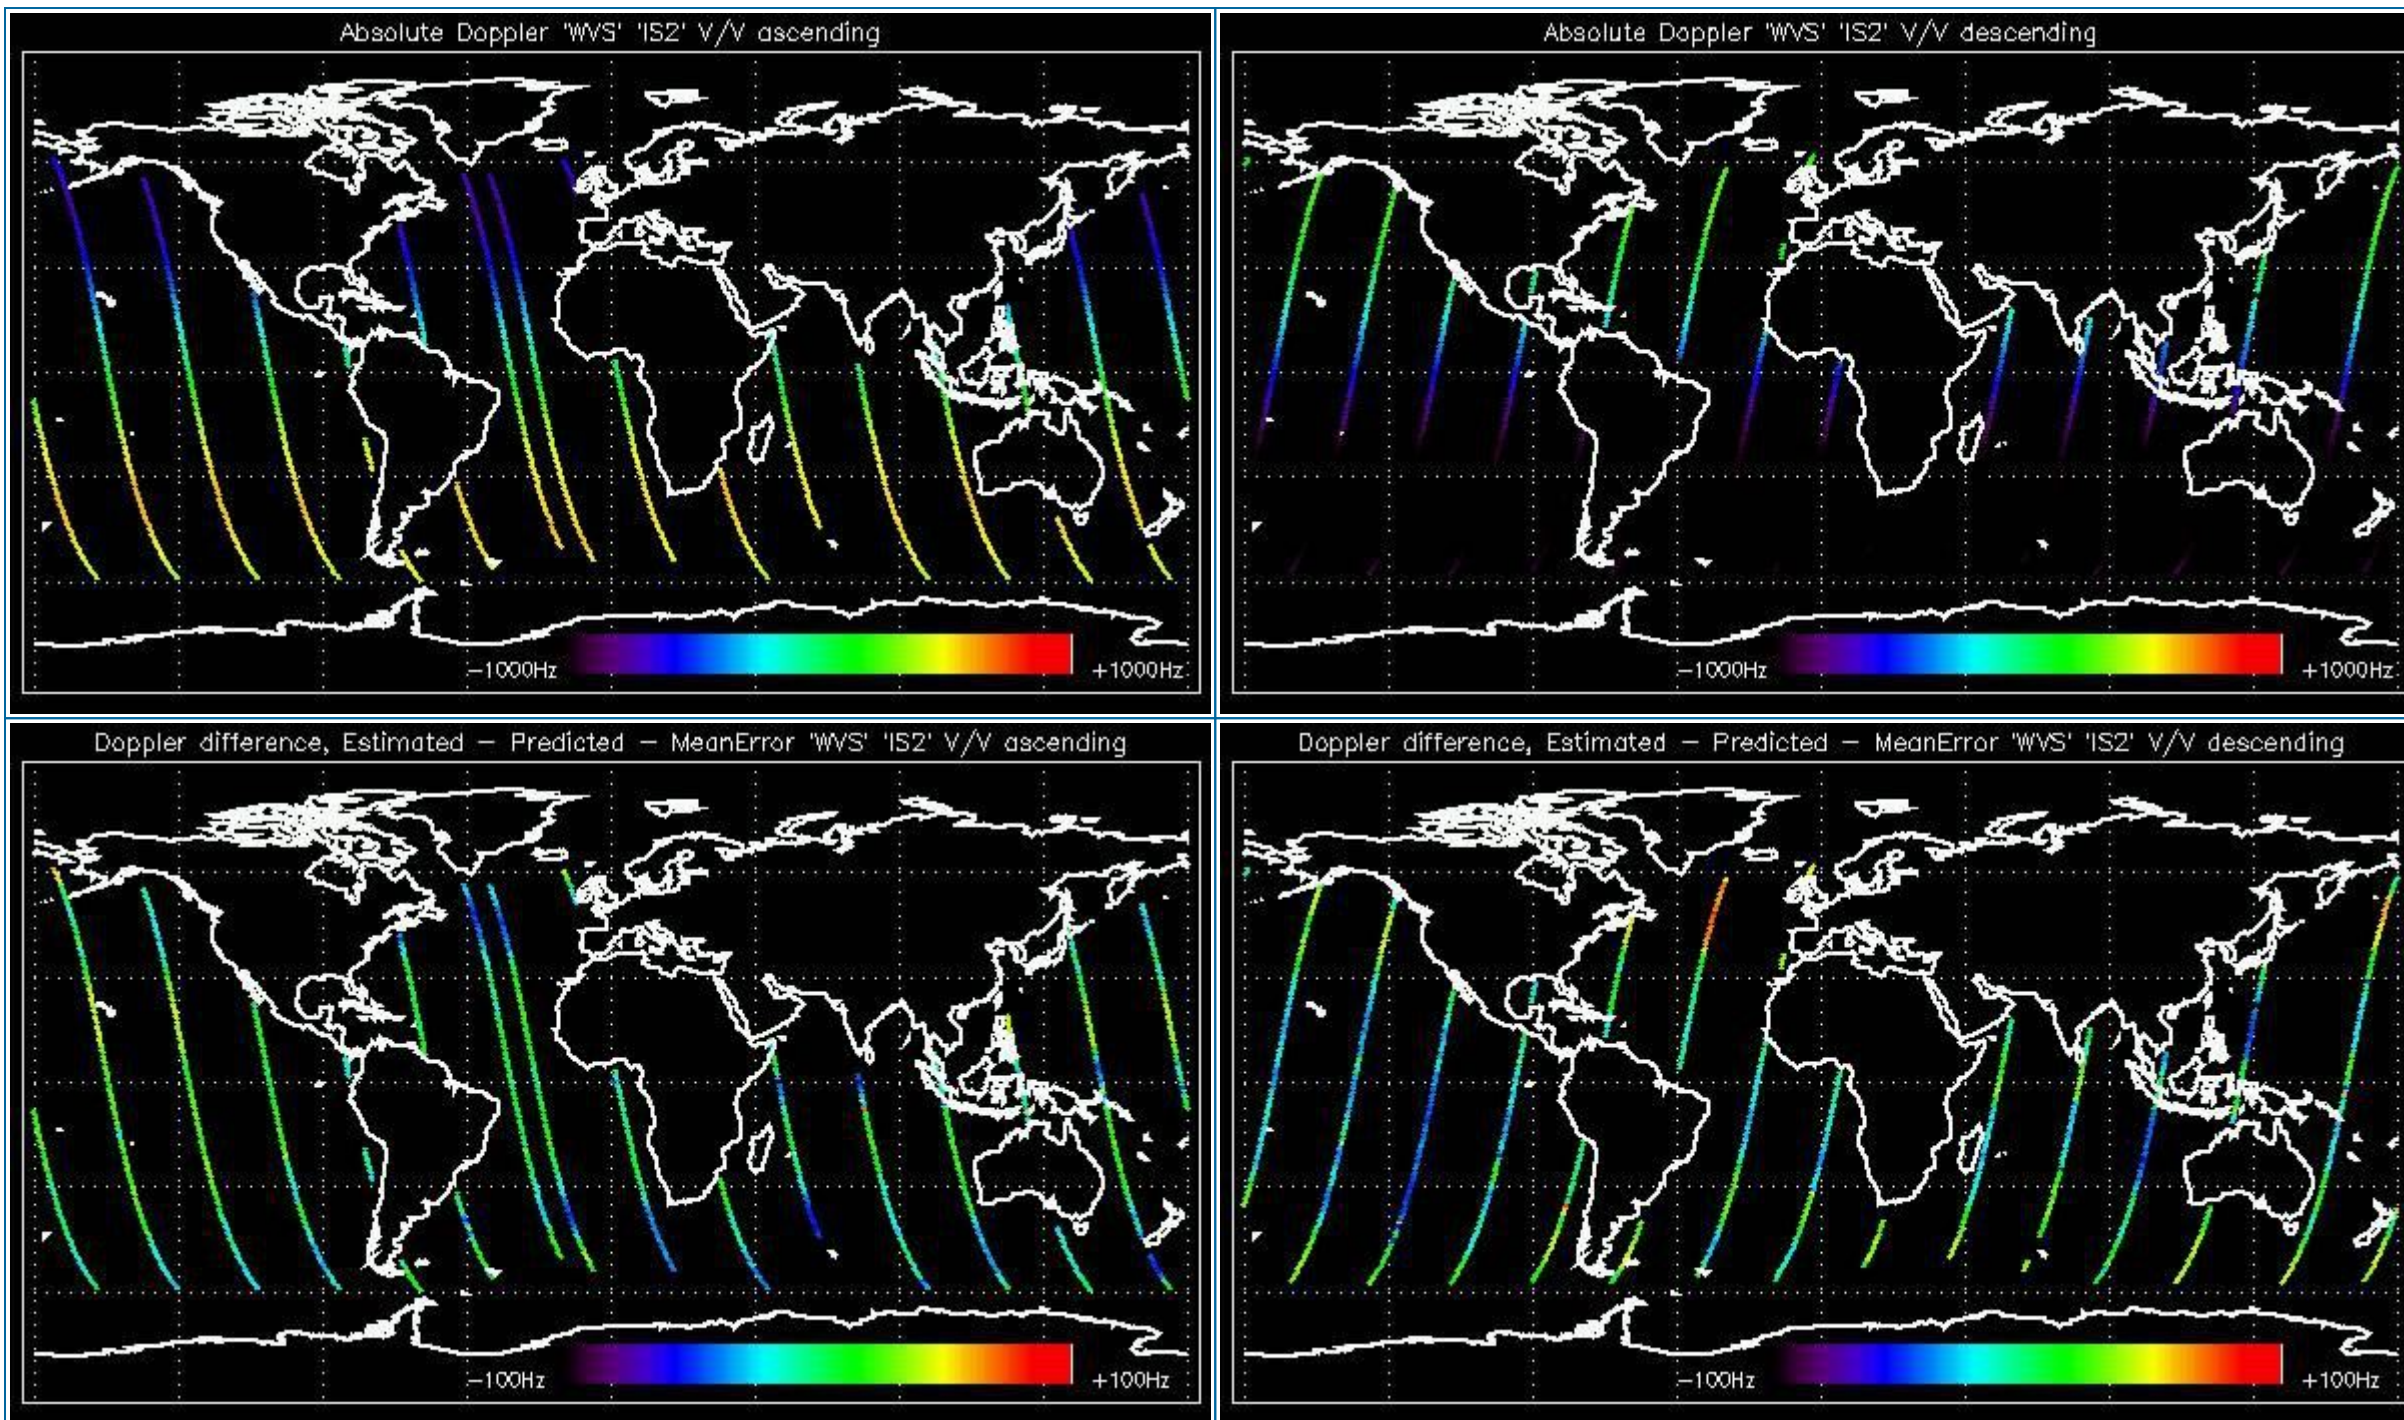 Absolute Doppler 'WVS' 'IS2' V/V ascending
−1000Hz
+1000Hz
Absolute Doppler 'WVS' 'IS2' V/V descending
−1000Hz
+1000Hz
Doppler difference, Estimated − Predicted − MeanError 'WVS' 'IS2' V/V ascending
−100Hz
+100Hz
Doppler difference, Estimated − Predicted − MeanError 'WVS' 'IS2' V/V descending
−100Hz
+100Hz